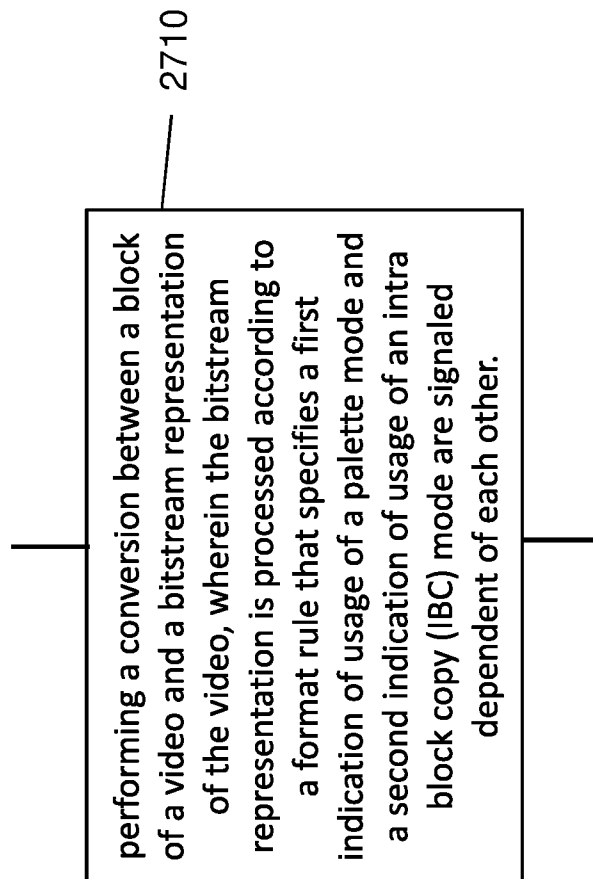 performing a conversion between a block
of a video and a bitstream representation
of the video, wherein the bitstream
representation is processed according to
a format rule that specifies a first
indication of usage of a palette mode and
a second indication of usage of an intra
block copy (IBC) mode are signaled
dependent of each other.
2710